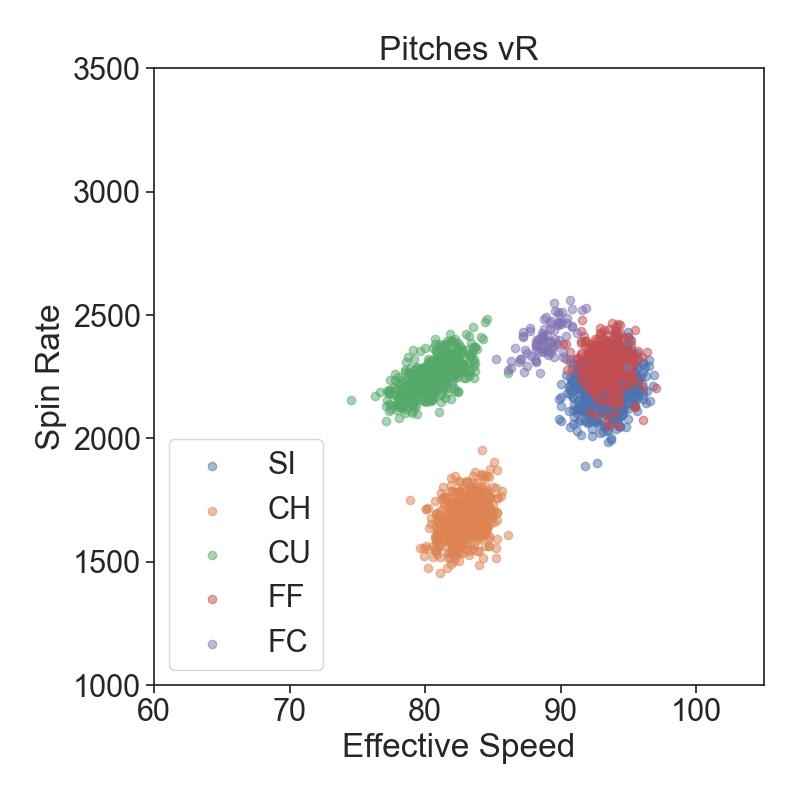 Pitches vR
3500
3000
2500
2000
1500
1000
Spin Rate
SI
CH
CU
FF
FC
60 70 80 90 100
Effective Speed